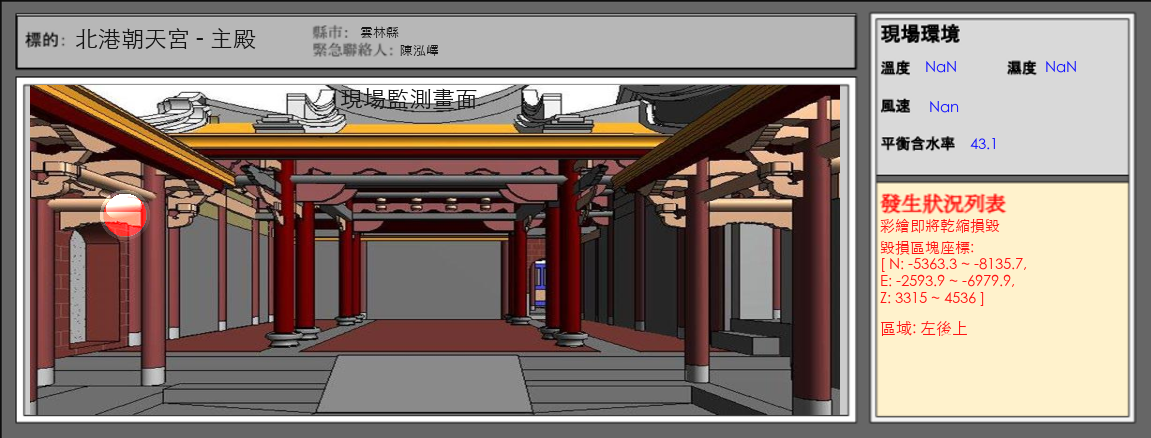 標的: 北港朝天宮 - 主殿
縣市: 雲林縣
緊急聯絡人: 陳泓嶧
現場監測畫面
現場環境
溫度 NaN 濕度 NaN
風速 Nan
平衡含水率 43.1
發生狀況列表
彩繪即將乾縮損毀
毀損區塊座標:
[ N: -5363.3 ~ -8135.7,
E: -2593.9 ~ -6979.9,
Z: 3315 ~ 4536 ]
區域: 左後上